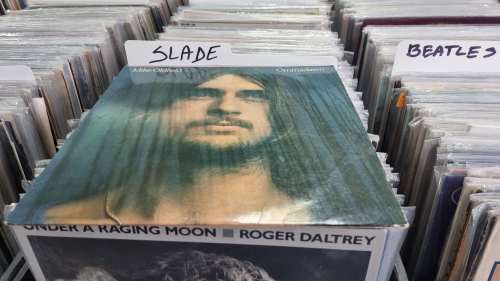 SLADE
BEATLES
Mike Oldfield Ommadawn
UNDER A RAGING MOON ROGER DALTREY